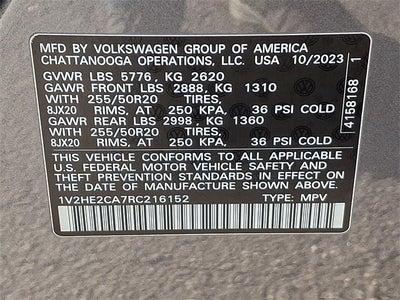 MFD BY VOLKSWAGEN GROUP OF AMERICA
CHATTANOOGA OPERATIONS, LLC. USA 10/2023
GVWR LBS 5776, KG 2620
GAWR FRONT LBS 2888, KG 1310
WITH 255/50R20 TIRES,
8JX20 RIMS, AT 250 KPA, 36 PSI COLD
GAWR REAR LBS 2998, KG 1360
WITH 255/50R20 TIRES,
8JX20 RIMS, AT 250 KPA, 36 PSI COLD
THIS VEHICLE CONFORMS TO ALL APPLICABLE
U.S. FEDERAL MOTOR VEHICLE SAFETY AND
THEFT PREVENTION STANDARDS IN EFFECT
ON THE DATE OF MANUFACTURE SHOWN ABOVE.
1V2HE2CA7RC216152 TYPE: MPV
4158168 1